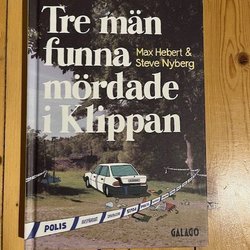 Tre män
funna
Max Hebert &
Steve Nyberg
mördade
i Klippan
POLIS
GALAGO